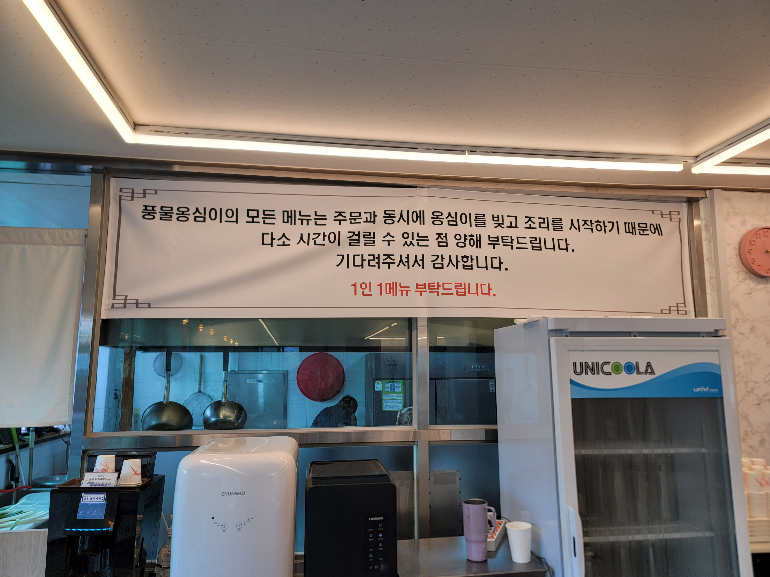 풍물옹심이의 모든 메뉴는 주문과 동시에 옹심이를 빚고 조리를 시작하기 때문에
다소 시간이 걸릴 수 있는 점 양해 부탁드립니다.
기다려주셔서 감사합니다.
1인 1메뉴 부탁드립니다.
UNICOOLA
CHUNGHO